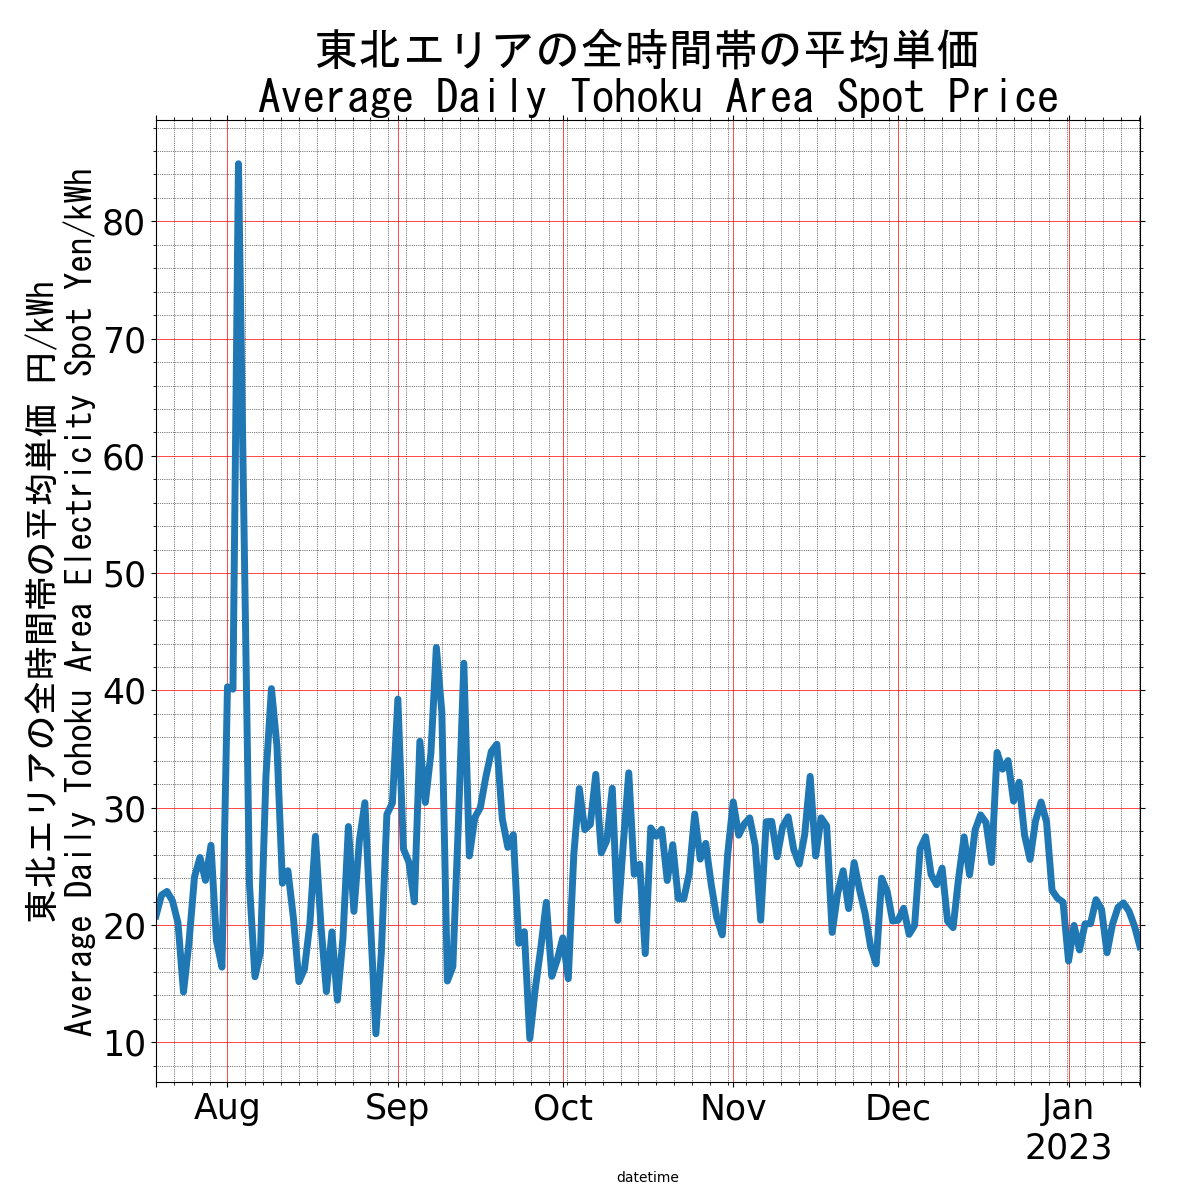 東北エリアの全時間帯の平均単価
Average Daily Tohoku Area Spot Price
東北エリアの全時間帯の平均単価 円/kWh
Average Daily Tohoku Area Electricity Spot Yen/kWh
80
70
60
50
40
30
20
10
Aug
Sep
Oct
Nov
Dec
Jan
2023
datetime